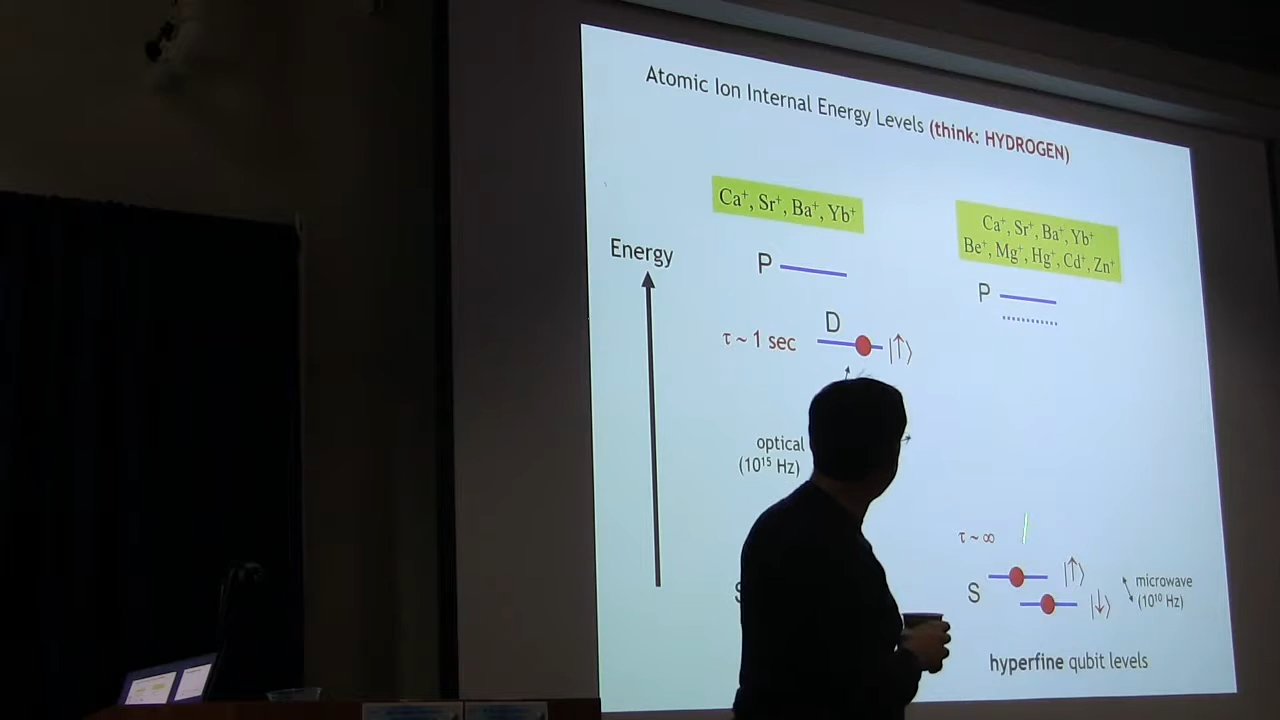 Atomic Ion Internal Energy Levels (think: HYDROGEN)
Ca⁺, Sr⁺, Ba⁺, Yb⁺
Energy
P
D
τ ~ 1 sec
|↑⟩
optical
(10¹⁵ Hz)
S
Ca⁺, Sr⁺, Ba⁺, Yb⁺
Be⁺, Mg⁺, Hg⁺, Cd⁺, Zn⁺
P
τ ~ ∞
S
|↑⟩
|↓⟩
microwave
(10¹⁰ Hz)
hyperfine qubit levels